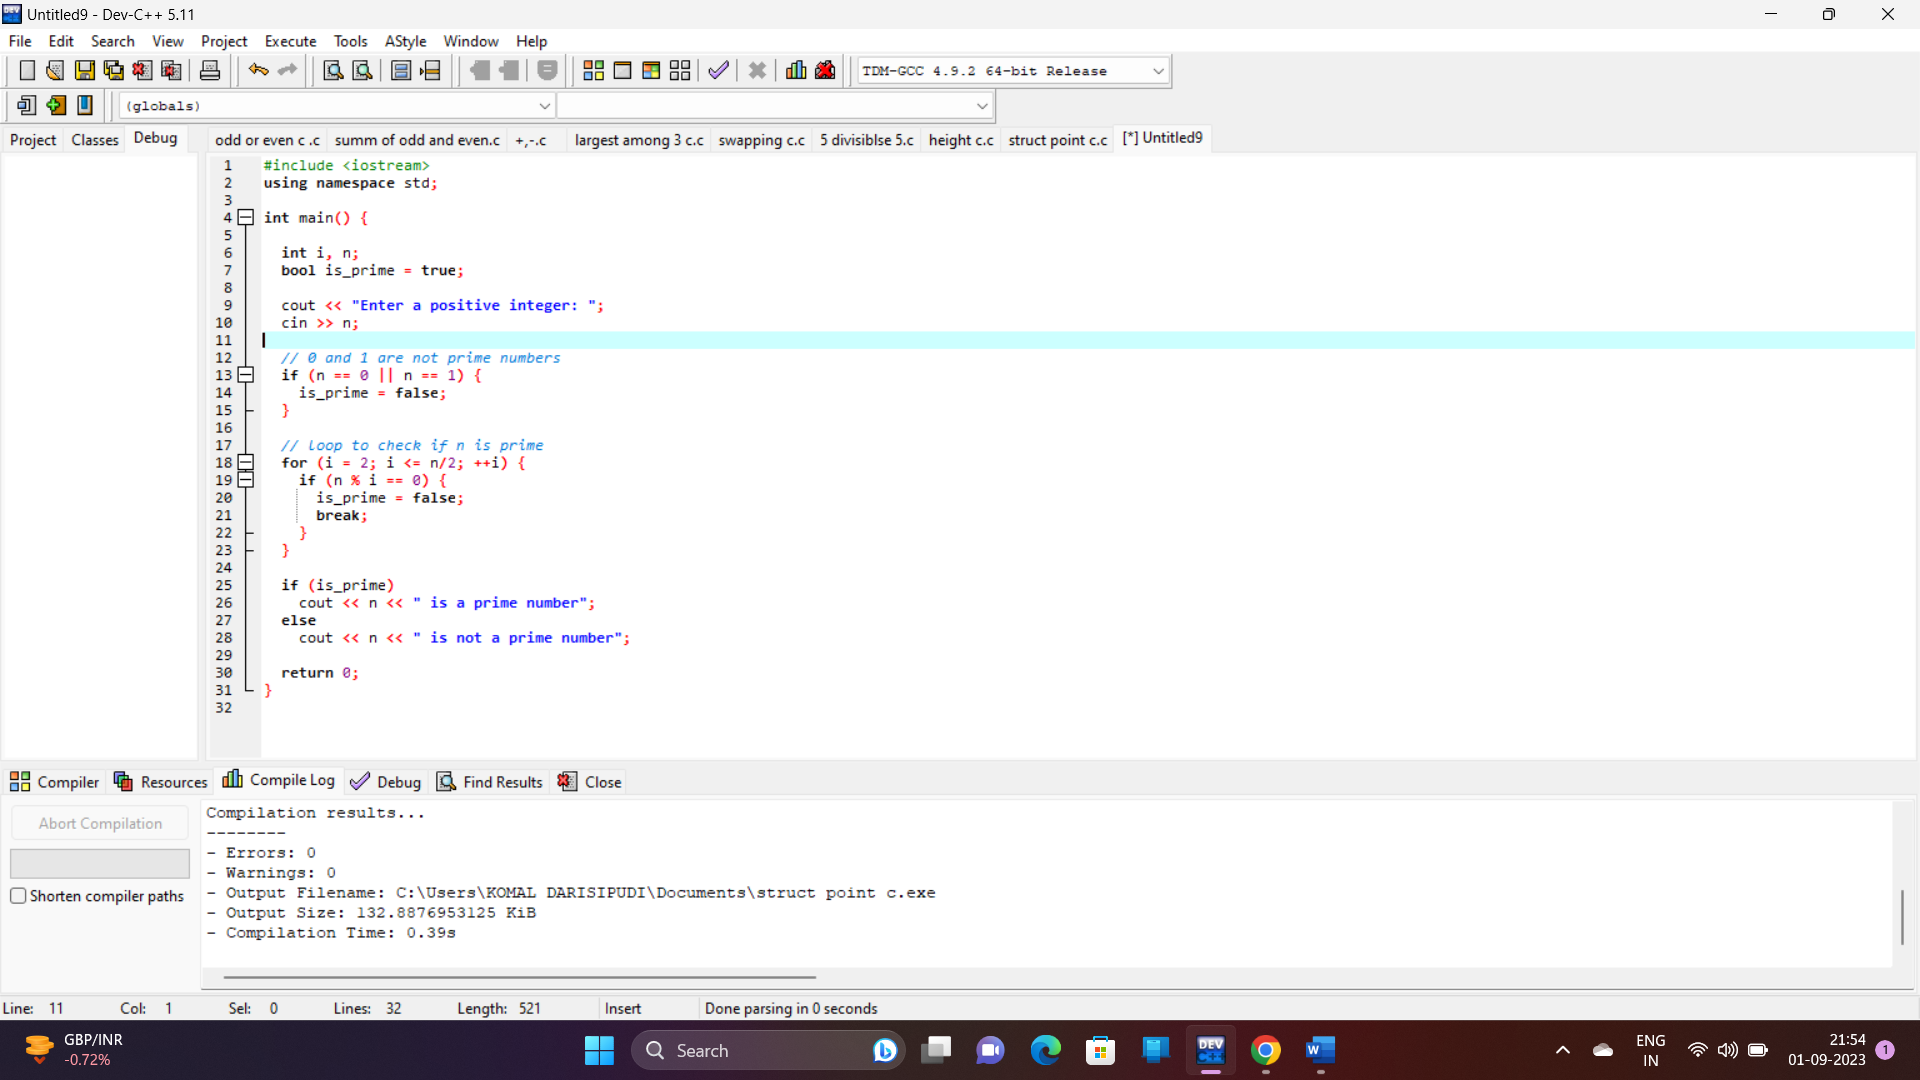 Untitled9 - Dev-C++ 5.11
File Edit Search View Project Execute Tools AStyle Window Help
TDM-GCC 4.9.2 64-bit Release
(globals)
Project Classes Debug
odd or even c .c summ of odd and even.c +,-.c largest among 3 c.c swapping c.c 5 divisiblse 5.c height c.c struct point c.c [*] Untitled9
1 #include <iostream>
2 using namespace std;
3
4 int main() {
5
6 int i, n;
7 bool is_prime = true;
8
9 cout << "Enter a positive integer: ";
10 cin >> n;
11
12 // 0 and 1 are not prime numbers
13 if (n == 0 || n == 1) {
14 is_prime = false;
15 }
16
17 // loop to check if n is prime
18 for (i = 2; i <= n/2; ++i) {
19 if (n % i == 0) {
20 is_prime = false;
21 break;
22 }
23 }
24
25 if (is_prime)
26 cout << n << " is a prime number";
27 else
28 cout << n << " is not a prime number";
29
30 return 0;
31 }
32
Compiler Resources Compile Log Debug Find Results Close
Abort Compilation
Shorten compiler paths
Compilation results...
--------
- Errors: 0
- Warnings: 0
- Output Filename: C:\Users\KOMAL DARISIPUDI\Documents\struct point c.exe
- Output Size: 132.8876953125 KiB
- Compilation Time: 0.39s
Line: 11 Col: 1 Sel: 0 Lines: 32 Length: 521 Insert Done parsing in 0 seconds
GBP/INR
-0.72%
Search
DEV
W
ENG
IN
21:54
01-09-2023
1